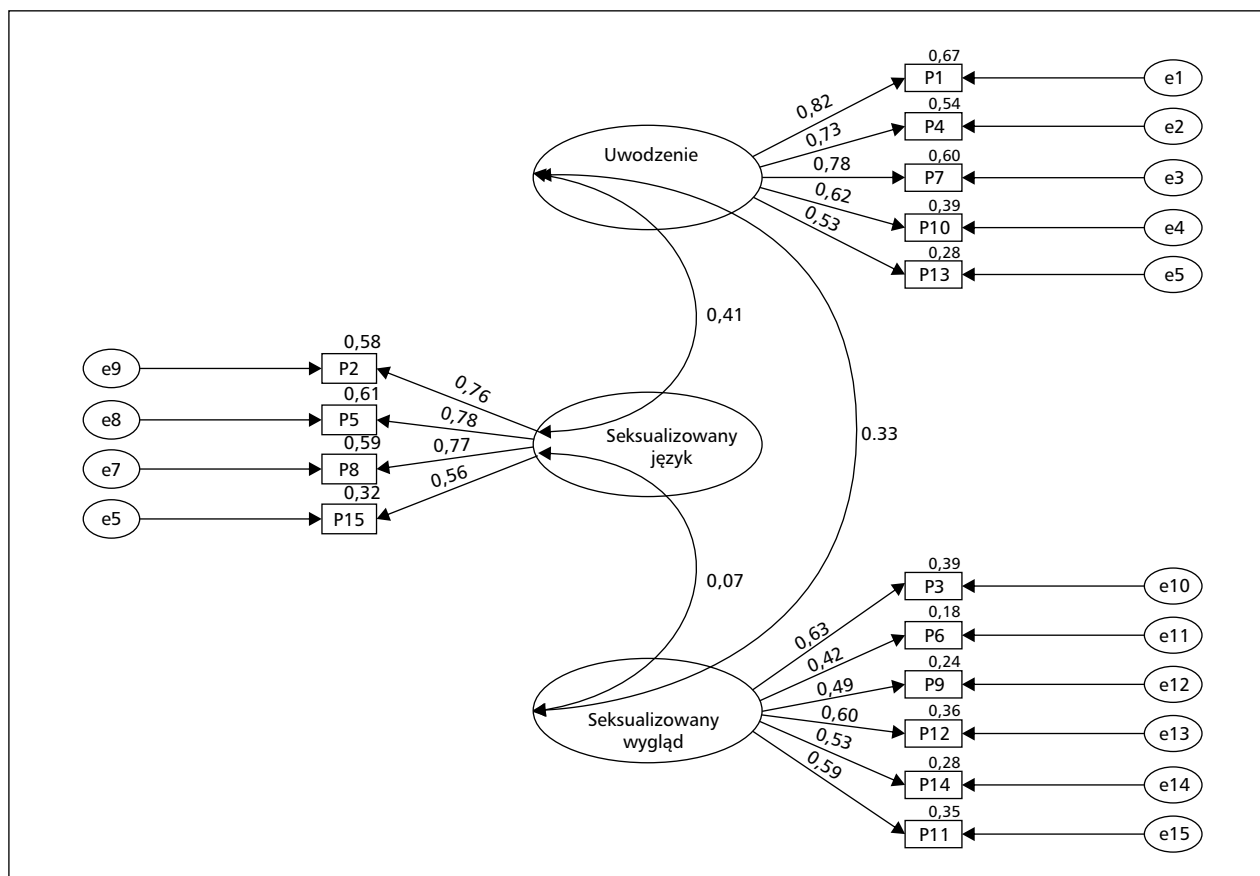 0,67
P1
e1
0,82
0,54
P4
e2
0,73
Uwodzenie
0,60
P7
e3
0,78
0,39
P10
e4
0,62
0,28
P13
e5
0,53
0,41
0,58
P2
e9
0,76
0,61
P5
e8
0,78
0,59
P8
e7
0,77
0,32
P15
e5
0,56
Seksualizowany
język
0.33
0,07
0,39
P3
e10
0,63
0,18
P6
e11
0,42
0,24
P9
e12
0,49
Seksualizowany
wygląd
0,36
P12
e13
0,60
0,28
P14
e14
0,53
0,35
P11
e15
0,59